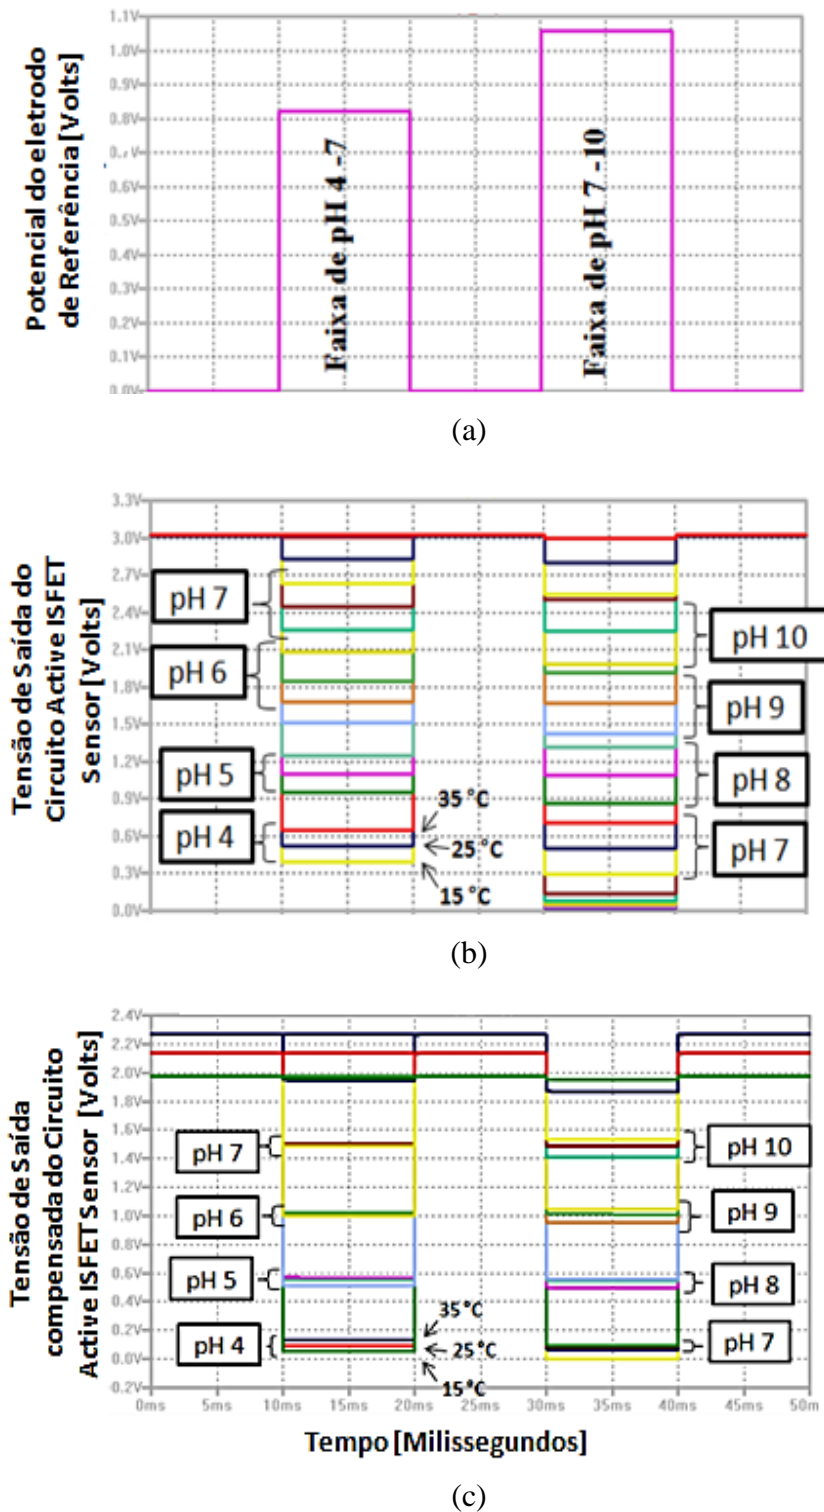 Potencial do eletrodo
de Referência [Volts]
1.1V
1.0V
0.9V
0.8V
0.7V
0.6V
0.5V
0.4V
0.3V
0.2V
0.1V
0.0V
Faixa de pH 4 -7
Faixa de pH 7 -10
(a)
Tensão de Saída do
Circuito Active ISFET
Sensor [Volts]
3.3V
3.0V
2.7V
2.4V
2.1V
1.8V
1.5V
1.2V
0.9V
0.6V
0.3V
0.0V
pH 7
pH 6
pH 5
pH 4
35 °C
25 °C
15 °C
pH 10
pH 9
pH 8
pH 7
(b)
Tensão de Saída
compensada do Circuito
Active ISFET Sensor [Volts]
2.4V
2.2V
2.0V
1.8V
1.6V
1.4V
1.2V
1.0V
0.8V
0.6V
0.4V
0.2V
0.0V
-0.2V
pH 7
pH 6
pH 5
pH 4
35 °C
25 °C
15 °C
pH 10
pH 9
pH 8
pH 7
0ms 5ms 10ms 15ms 20ms 25ms 30ms 35ms 40ms 45ms 50m
Tempo [Milissegundos]
(c)